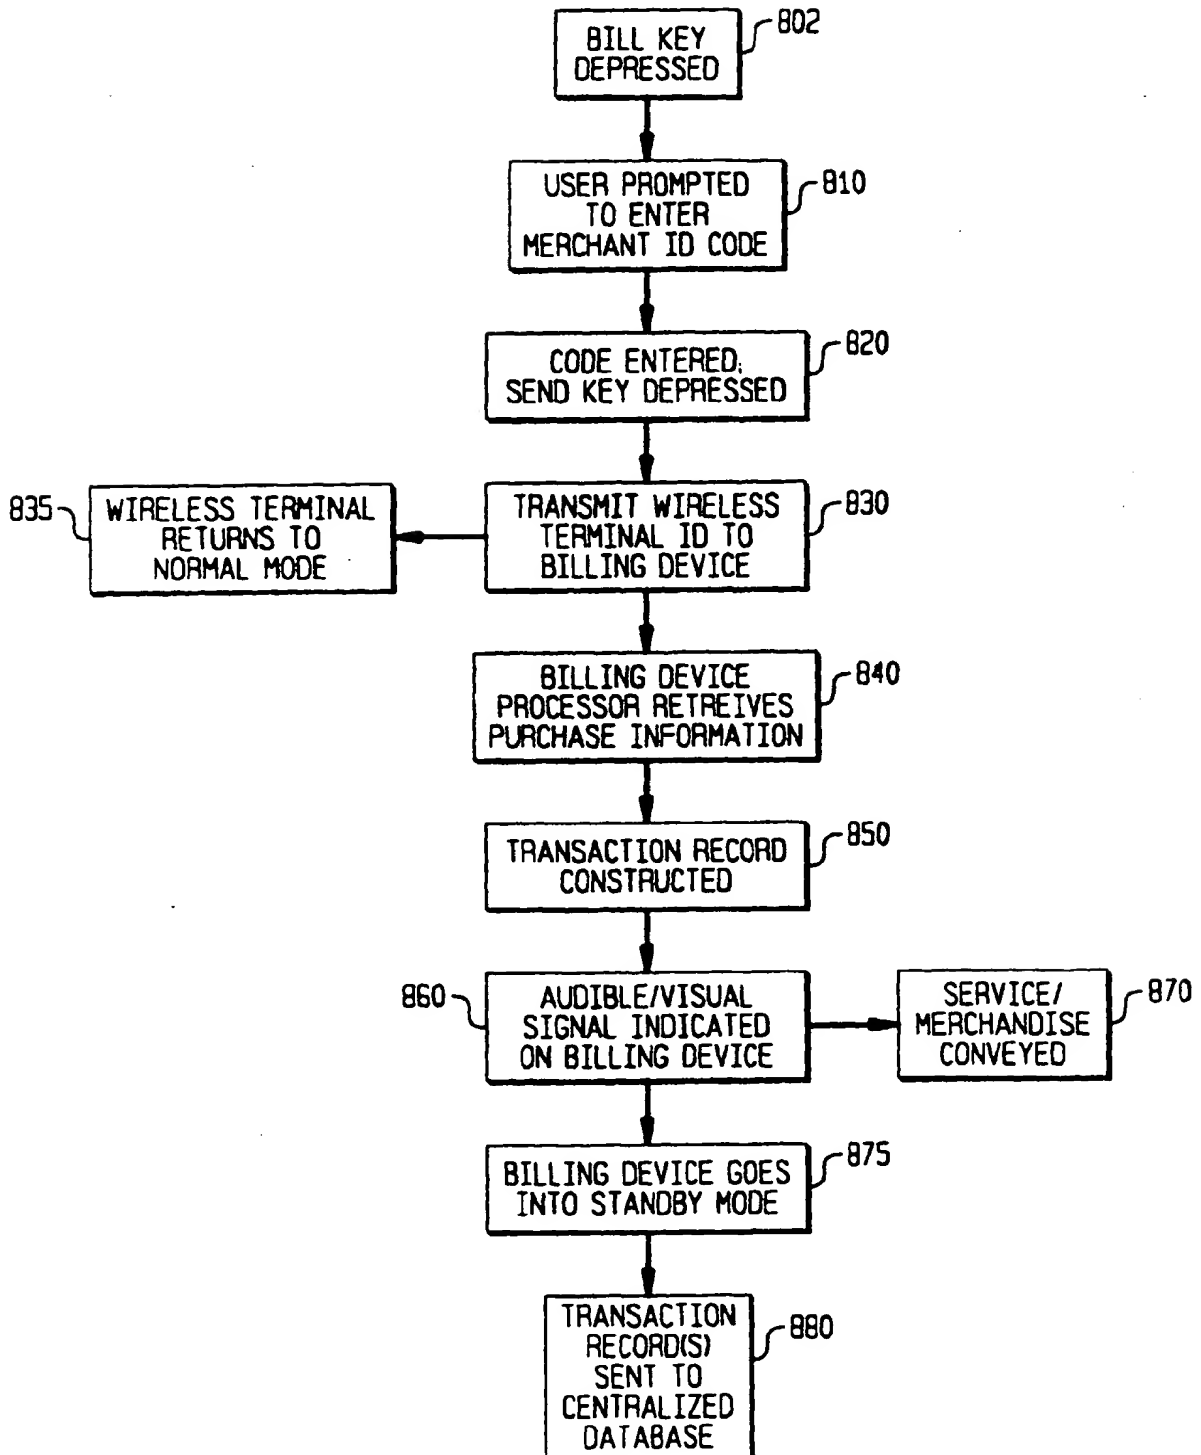 BILL KEY
DEPRESSED
802
USER PROMPTED
TO ENTER
MERCHANT ID CODE
810
CODE ENTERED;
SEND KEY DEPRESSED
820
835
WIRELESS TERMINAL
RETURNS TO
NORMAL MODE
TRANSMIT WIRELESS
TERMINAL ID TO
BILLING DEVICE
830
BILLING DEVICE
PROCESSOR RETREIVES
PURCHASE INFORMATION
840
TRANSACTION RECORD
CONSTRUCTED
850
860
AUDIBLE/VISUAL
SIGNAL INDICATED
ON BILLING DEVICE
SERVICE/
MERCHANDISE
CONVEYED
870
BILLING DEVICE GOES
INTO STANDBY MODE
875
TRANSACTION
RECORD(S)
SENT TO
CENTRALIZED
DATABASE
880